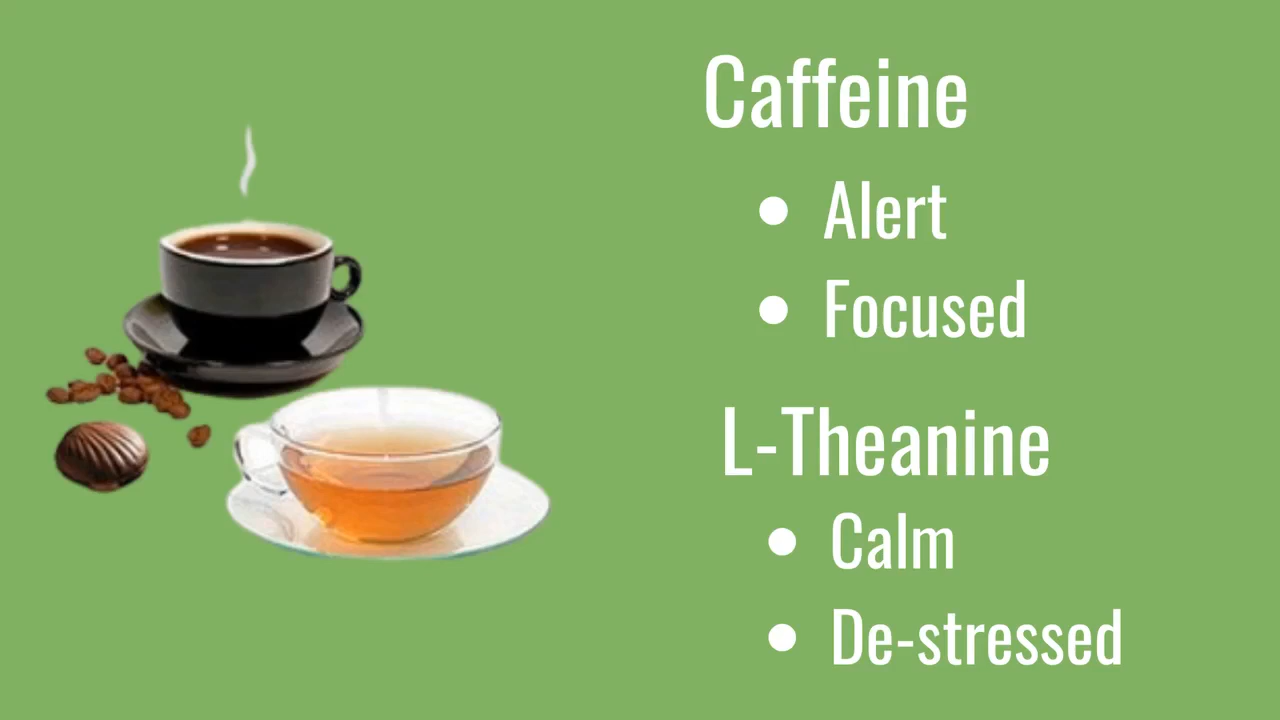 Caffeine
• Alert
• Focused
L-Theanine
• Calm
• De-stressed